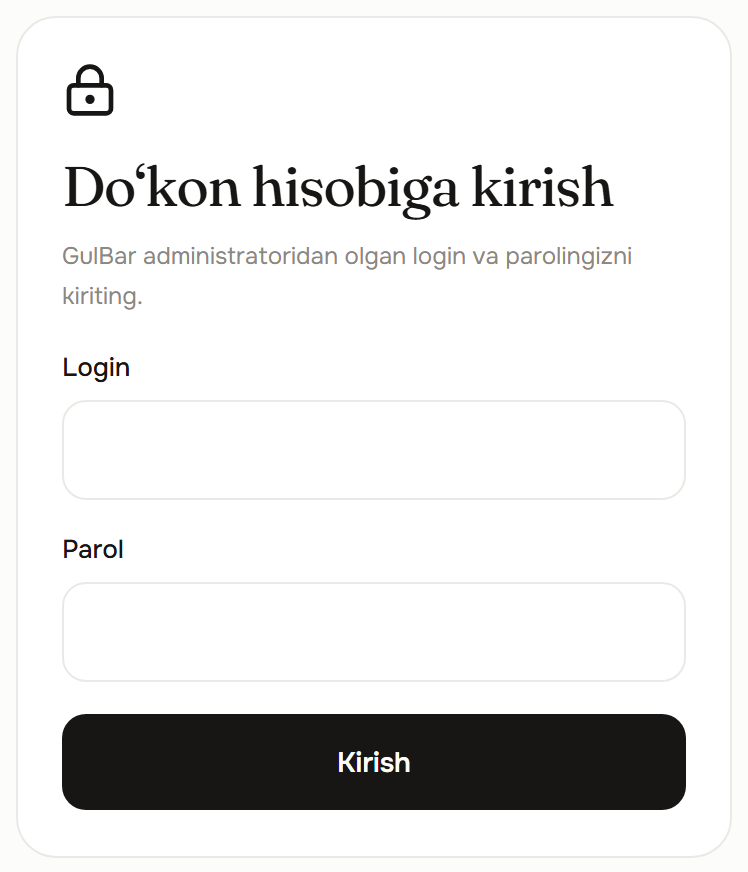 Do‘kon hisobiga kirish
GulBar administratoridan olgan login va parolingizni
kiriting.
Login
Parol
Kirish